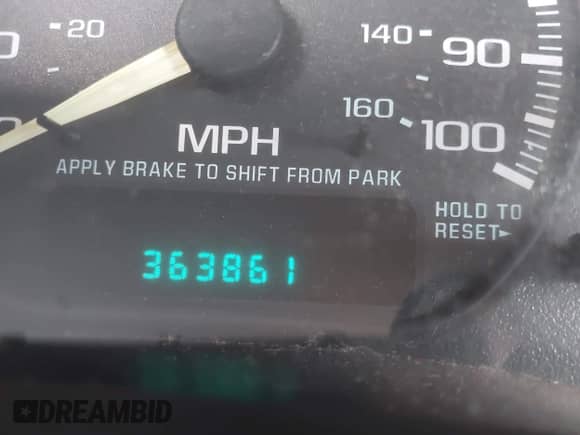 20
140
90
160
100
MPH
APPLY BRAKE TO SHIFT FROM PARK
HOLD TO
RESET
363861
DREAMBID